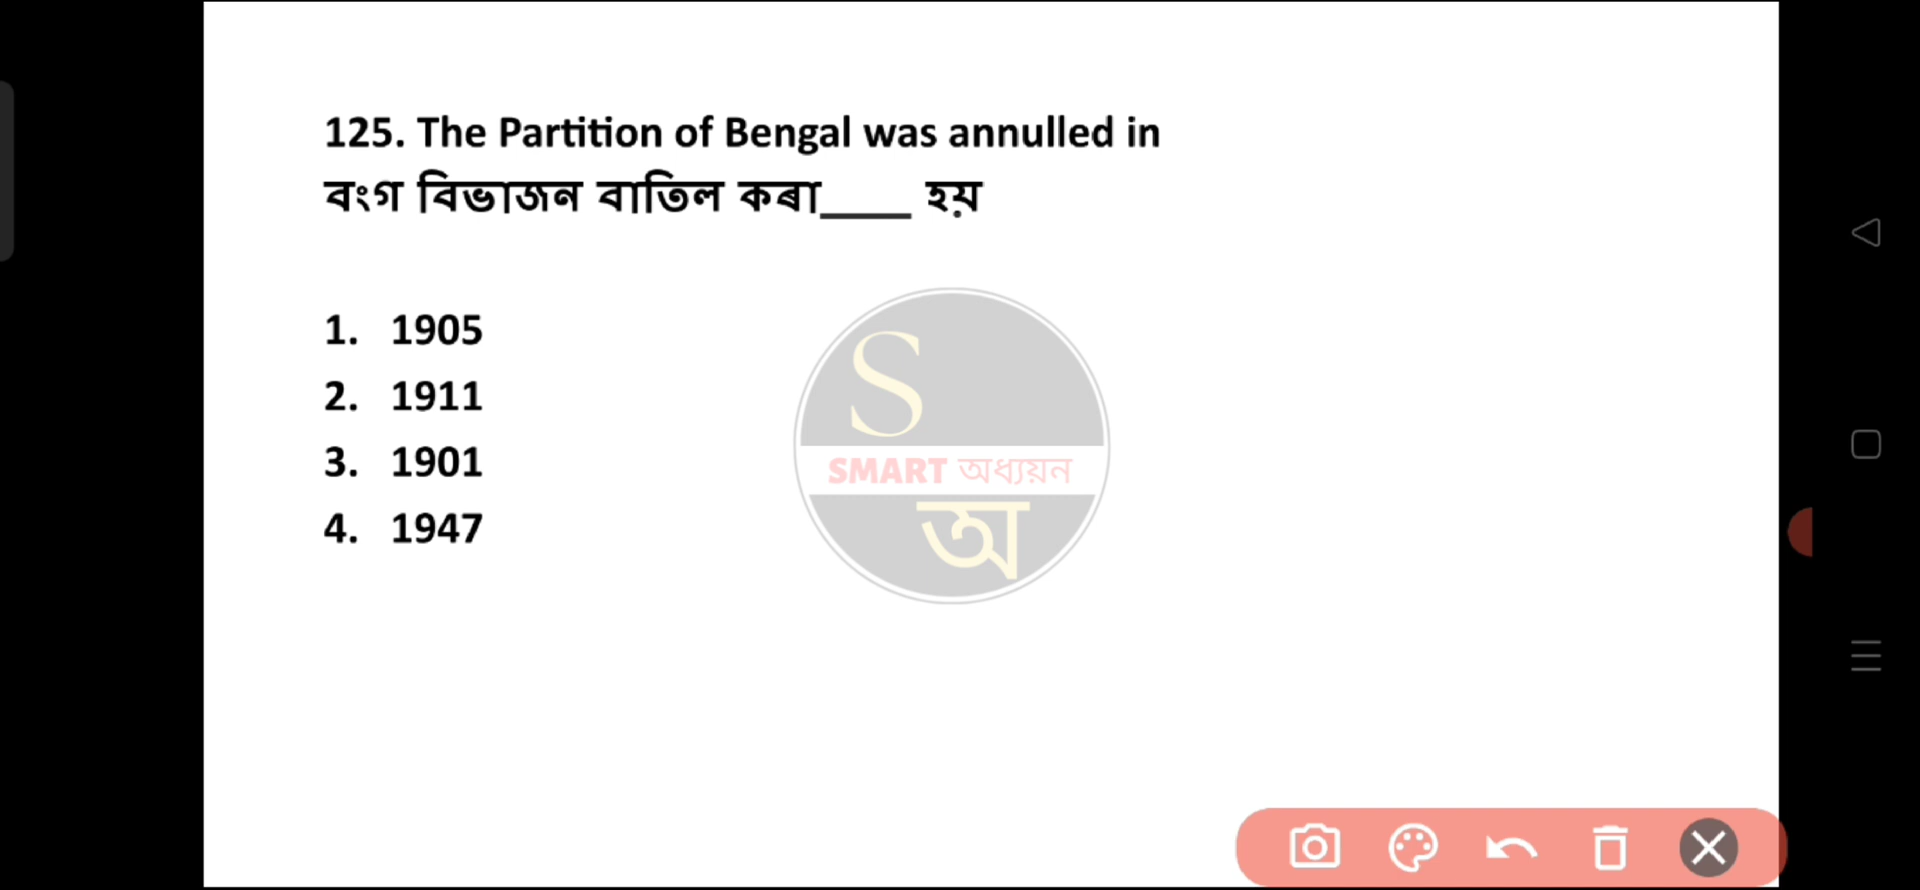 125. The Partition of Bengal was annulled in
বংগ বিভাজন বাতিল কৰা____ হয়
1. 1905
2. 1911
3. 1901
4. 1947
S
SMART অধ্যয়ন
অ